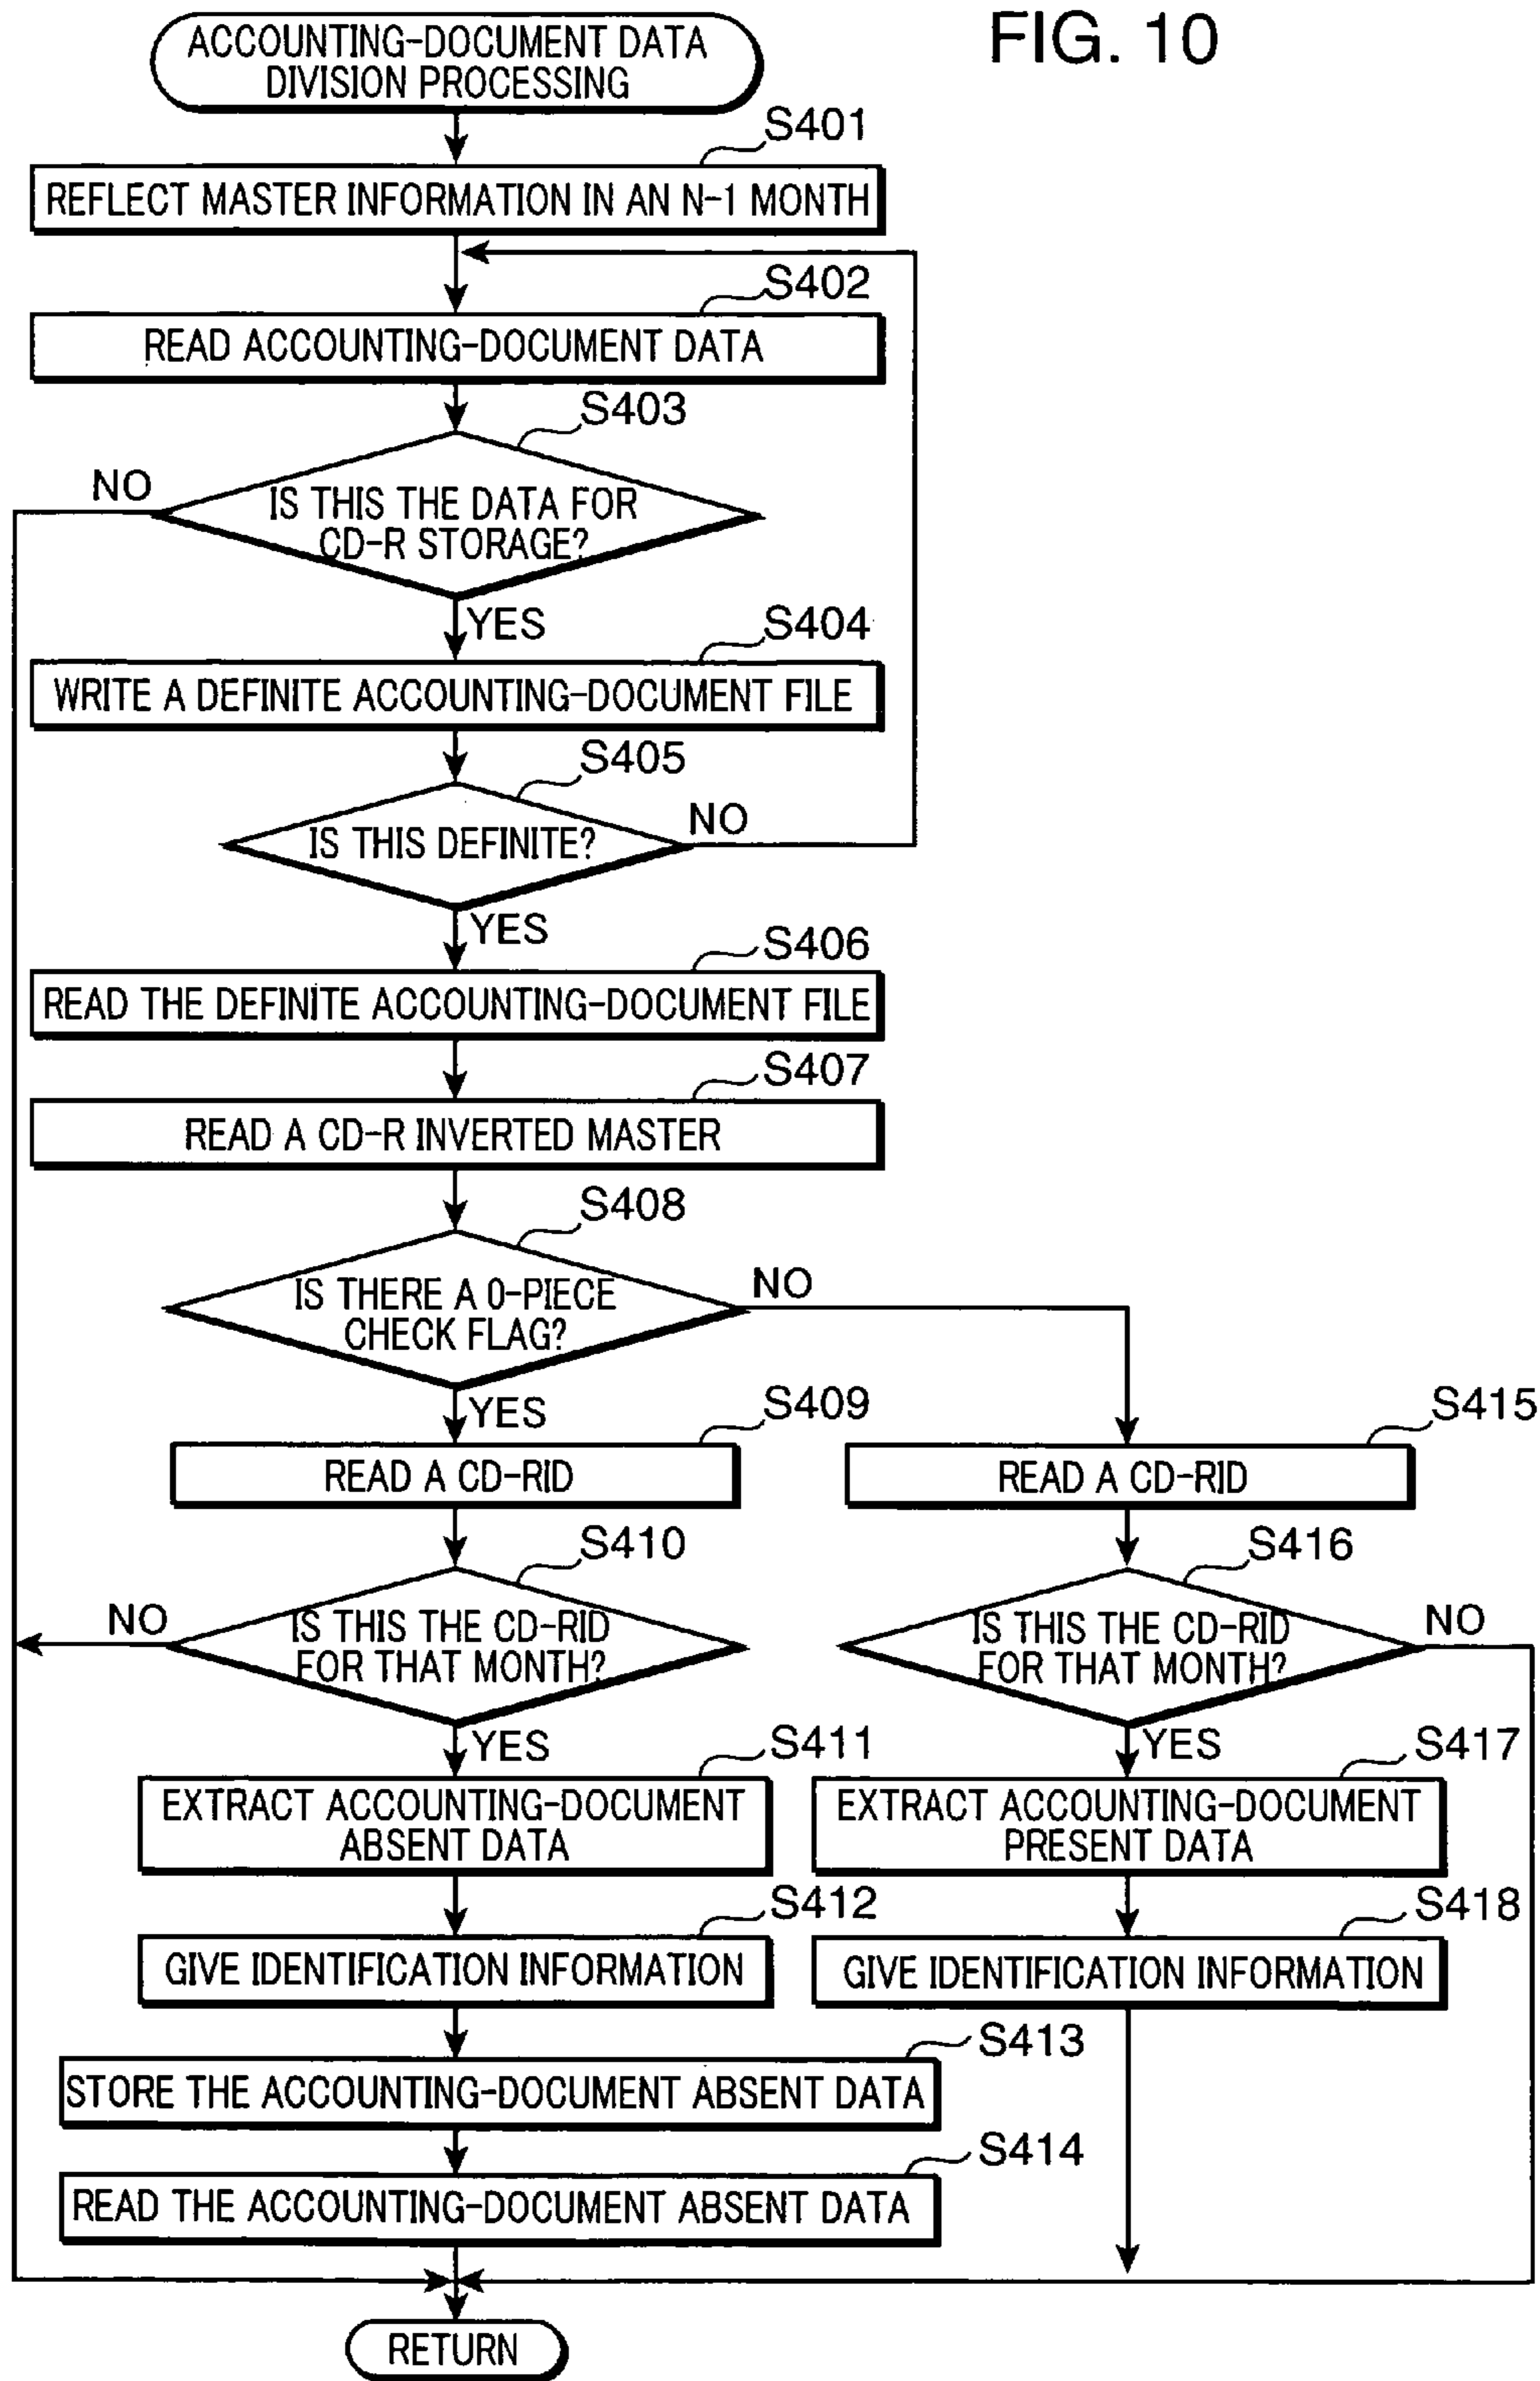 FIG. 10
ACCOUNTING-DOCUMENT DATA
DIVISION PROCESSING
S401
REFLECT MASTER INFORMATION IN AN N-1 MONTH
S402
READ ACCOUNTING-DOCUMENT DATA
S403
NO
IS THIS THE DATA FOR
CD-R STORAGE?
YES
S404
WRITE A DEFINITE ACCOUNTING-DOCUMENT FILE
S405
IS THIS DEFINITE?
NO
YES
S406
READ THE DEFINITE ACCOUNTING-DOCUMENT FILE
S407
READ A CD-R INVERTED MASTER
S408
IS THERE A 0-PIECE
CHECK FLAG?
NO
YES
S409
READ A CD-RID
S415
READ A CD-RID
S410
NO
IS THIS THE CD-RID
FOR THAT MONTH?
S416
IS THIS THE CD-RID
FOR THAT MONTH?
NO
YES
S411
EXTRACT ACCOUNTING-DOCUMENT
ABSENT DATA
YES
S417
EXTRACT ACCOUNTING-DOCUMENT
PRESENT DATA
S412
GIVE IDENTIFICATION INFORMATION
S418
GIVE IDENTIFICATION INFORMATION
S413
STORE THE ACCOUNTING-DOCUMENT ABSENT DATA
S414
READ THE ACCOUNTING-DOCUMENT ABSENT DATA
RETURN